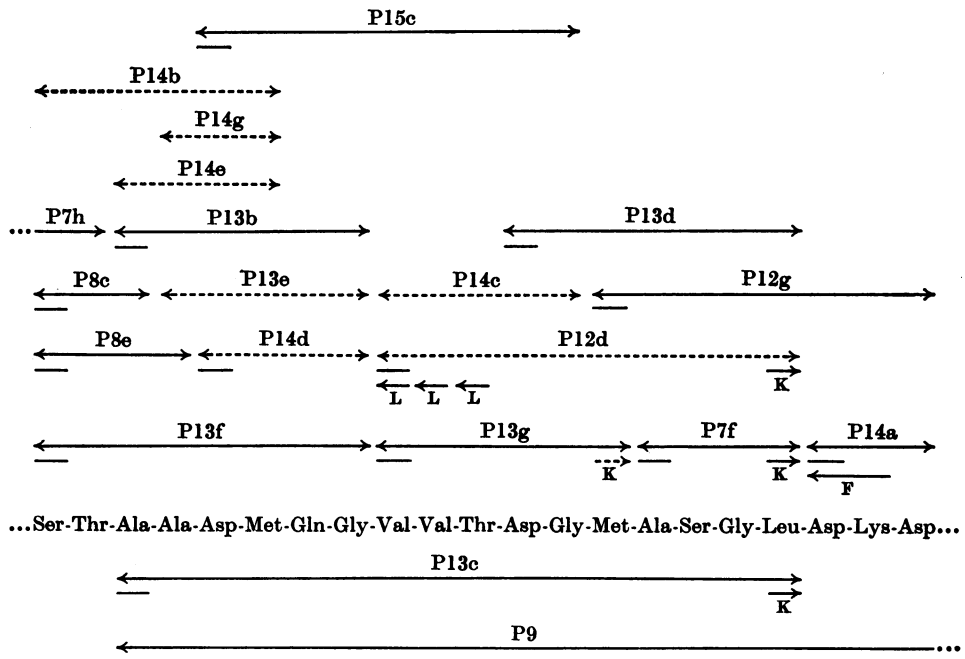 P15c
P14b
P14g
P14e
P7h P13b P13d
P8c P13e P14c P12g
P8e P14d P12d
K
L L L
P13f P13g P7f P14a
K K F
...Ser-Thr-Ala-Ala-Asp-Met-Gln-Gly-Val-Val-Thr-Asp-Gly-Met-Ala-Ser-Gly-Leu-Asp-Lys-Asp...
P13c
K
P9